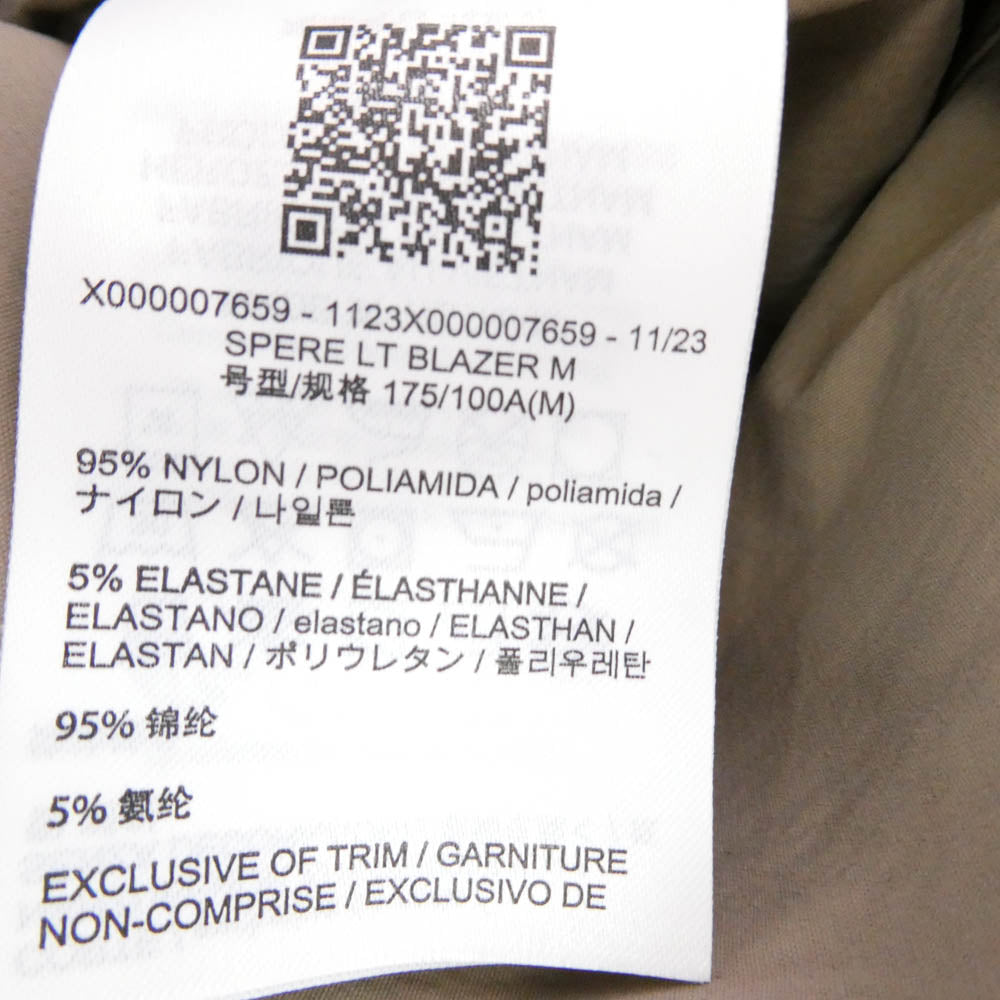 X000007659 - 1123X000007659 - 11/23
SPERE LT BLAZER M
号型/规格 175/100A(M)
95% NYLON / POLIAMIDA / poliamida /
ナイロン / 나일론
5% ELASTANE / ÉLASTHANNE /
ELASTANO / elastano / ELASTHAN /
ELASTAN / ポリウレタン / 폴리우레탄
95% 锦纶
5% 氨纶
EXCLUSIVE OF TRIM / GARNITURE
NON-COMPRISE / EXCLUSIVO DE